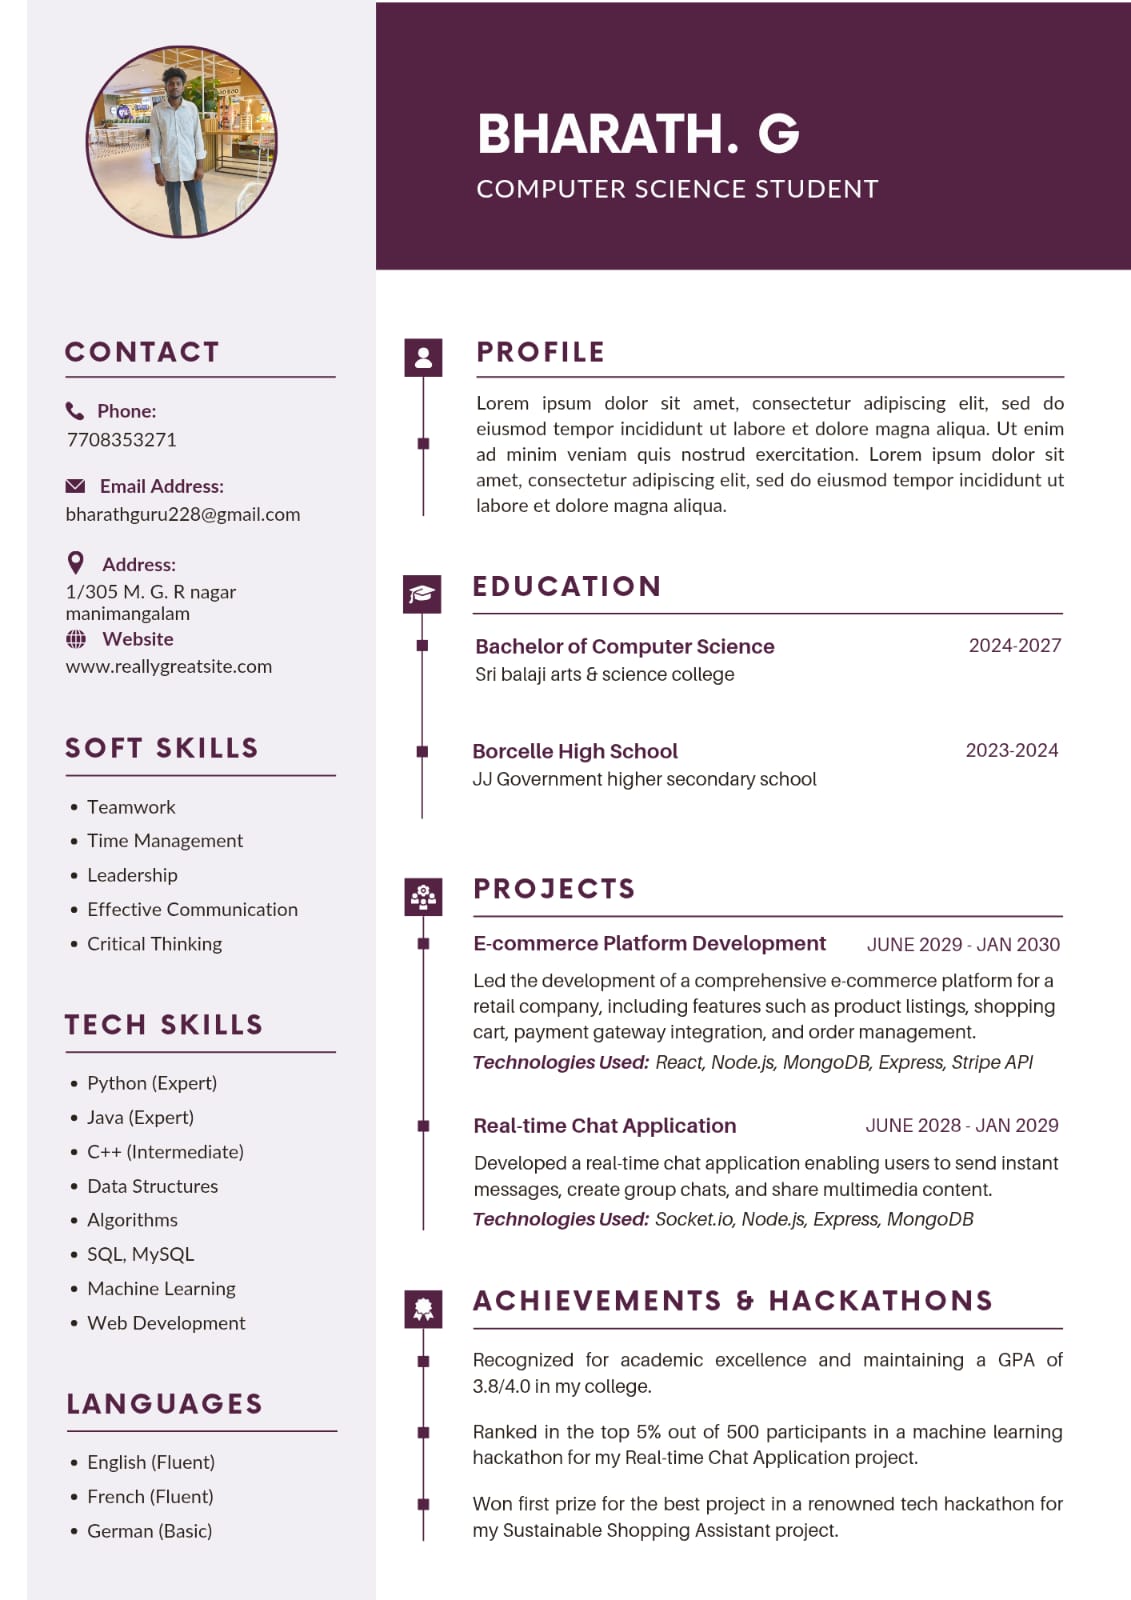 BHARATH. G
COMPUTER SCIENCE STUDENT
CONTACT
Phone:
7708353271
Email Address:
bharathguru228@gmail.com
Address:
1/305 M. G. R nagar
manimangalam
Website
www.reallygreatsite.com
SOFT SKILLS
• Teamwork
• Time Management
• Leadership
• Effective Communication
• Critical Thinking
TECH SKILLS
• Python (Expert)
• Java (Expert)
• C++ (Intermediate)
• Data Structures
• Algorithms
• SQL, MySQL
• Machine Learning
• Web Development
LANGUAGES
• English (Fluent)
• French (Fluent)
• German (Basic)
PROFILE
Lorem ipsum dolor sit amet, consectetur adipiscing elit, sed do
eiusmod tempor incididunt ut labore et dolore magna aliqua. Ut enim
ad minim veniam quis nostrud exercitation. Lorem ipsum dolor sit
amet, consectetur adipiscing elit, sed do eiusmod tempor incididunt ut
labore et dolore magna aliqua.
EDUCATION
Bachelor of Computer Science 2024-2027
Sri balaji arts & science college
Borcelle High School 2023-2024
JJ Government higher secondary school
PROJECTS
E-commerce Platform Development JUNE 2029 - JAN 2030
Led the development of a comprehensive e-commerce platform for a
retail company, including features such as product listings, shopping
cart, payment gateway integration, and order management.
Technologies Used: React, Node.js, MongoDB, Express, Stripe API
Real-time Chat Application JUNE 2028 - JAN 2029
Developed a real-time chat application enabling users to send instant
messages, create group chats, and share multimedia content.
Technologies Used: Socket.io, Node.js, Express, MongoDB
ACHIEVEMENTS & HACKATHONS
Recognized for academic excellence and maintaining a GPA of
3.8/4.0 in my college.
Ranked in the top 5% out of 500 participants in a machine learning
hackathon for my Real-time Chat Application project.
Won first prize for the best project in a renowned tech hackathon for
my Sustainable Shopping Assistant project.